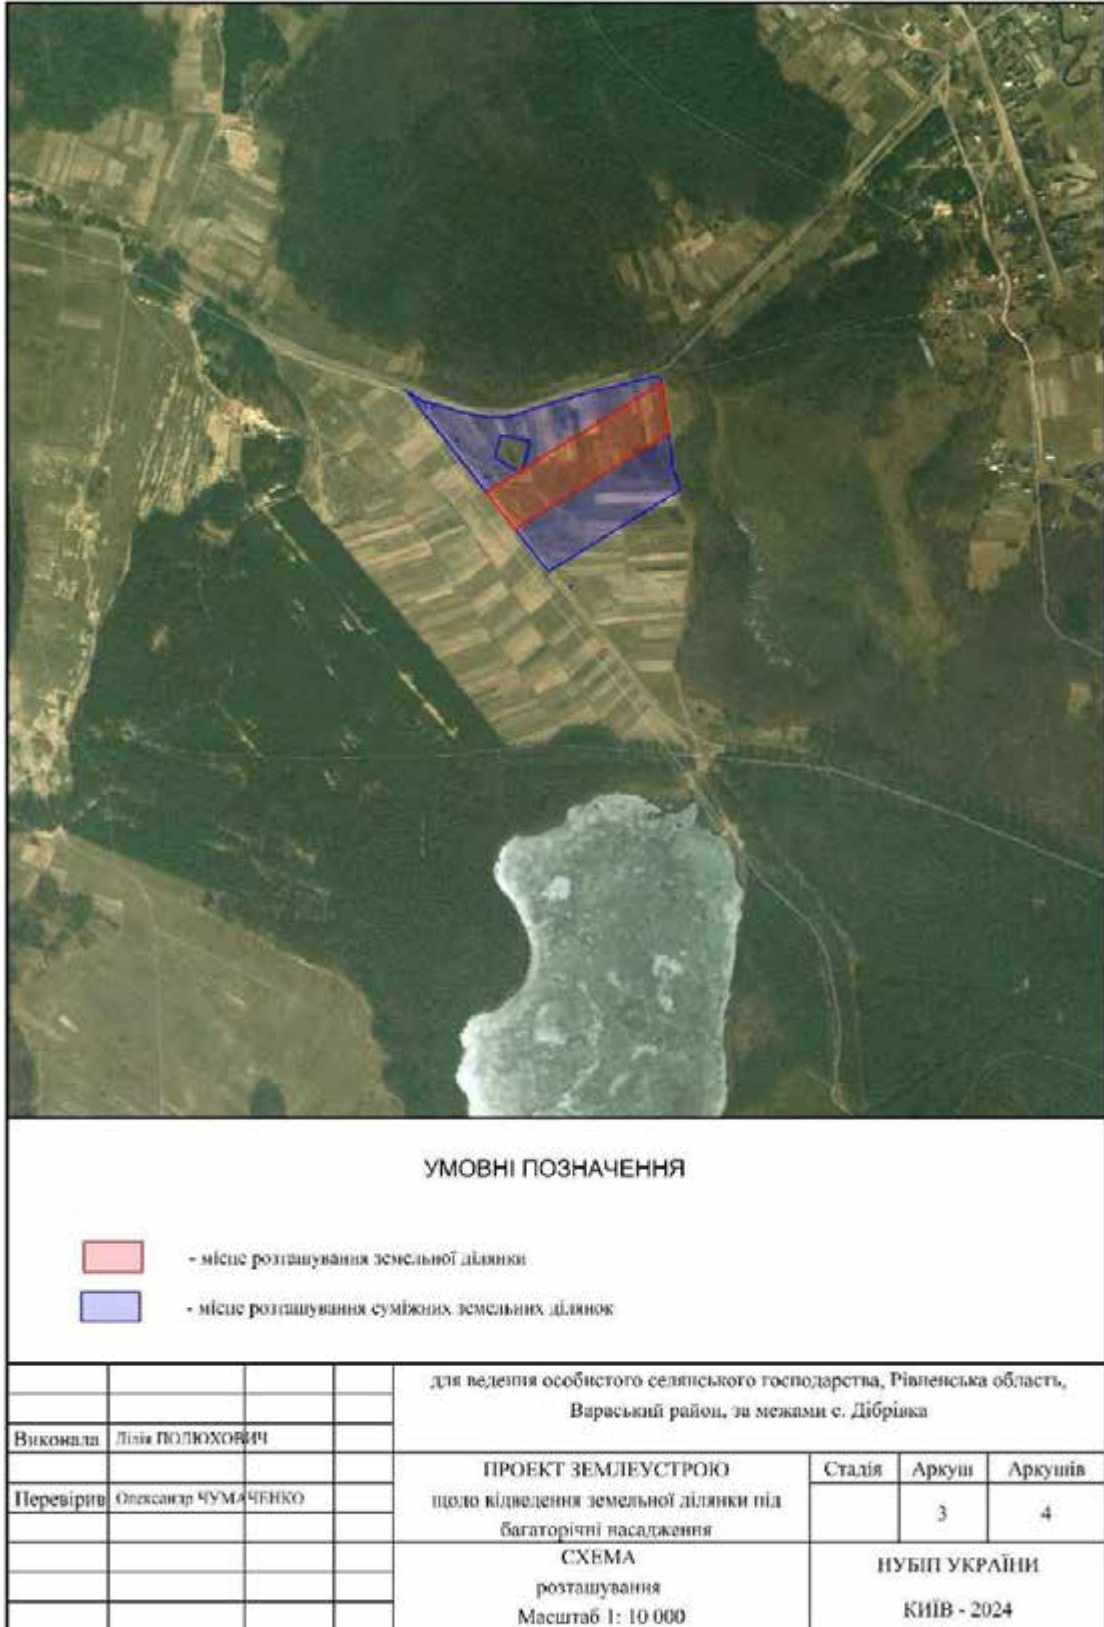 УМОВНІ ПОЗНАЧЕННЯ
- місце розташування земельної ділянки
- місце розташування суміжних земельних ділянок
для ведення особистого селянського господарства, Рівненська область,
Вараський район, за межами с. Дібрівка
Виконала Лілія ПОЛЮХОВИЧ
ПРОЕКТ ЗЕМЛЕУСТРОЮ
щодо відведення земельної ділянки під
багаторічні насадження
Стадія Аркуш Аркушів
3 4
Перевірив Олександр ЧУМАЧЕНКО
СХЕМА
розташування
Масштаб 1: 10 000
НУБІП УКРАЇНИ
КИЇВ - 2024